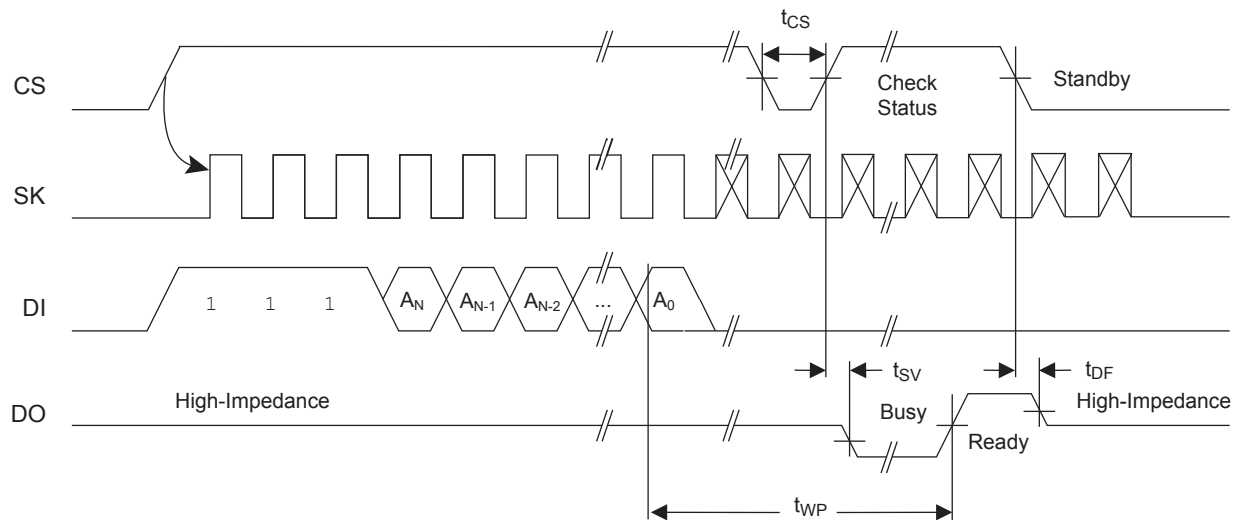 tCS
CS
Check
Status
Standby
SK
DI
1 1 1 AN AN-1 AN-2 ... A0
tSV
tDF
DO
High-Impedance
Busy
Ready
High-Impedance
tWP